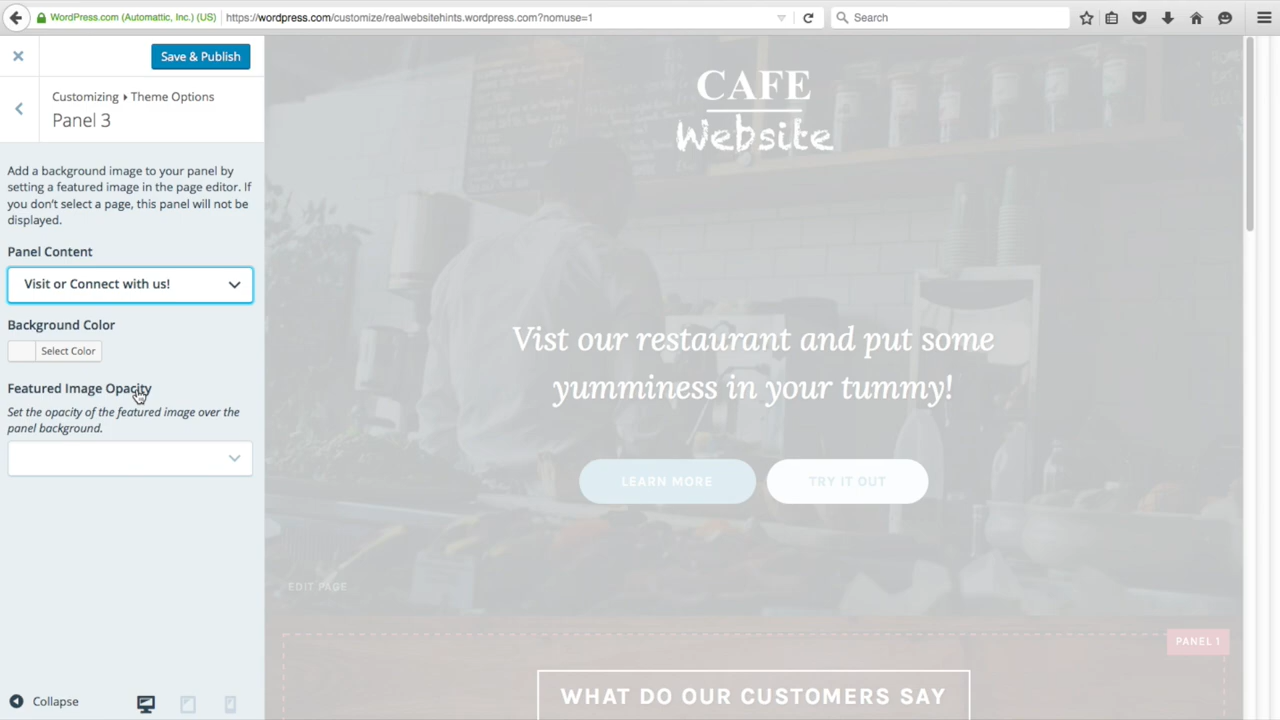 WordPress.com (Automattic, Inc.) (US)
https://wordpress.com/customize/realwebsitehints.wordpress.com?nomuse=1
Search
Save & Publish
Customizing ▸ Theme Options
Panel 3
Add a background image to your panel by
setting a featured image in the page editor. If
you don't select a page, this panel will not be
displayed.
Panel Content
Visit or Connect with us!
Background Color
Select Color
Featured Image Opacity
Set the opacity of the featured image over the
panel background.
Collapse
CAFE
Website
Vist our restaurant and put some
yumminess in your tummy!
LEARN MORE
TRY IT OUT
EDIT PAGE
PANEL 1
WHAT DO OUR CUSTOMERS SAY